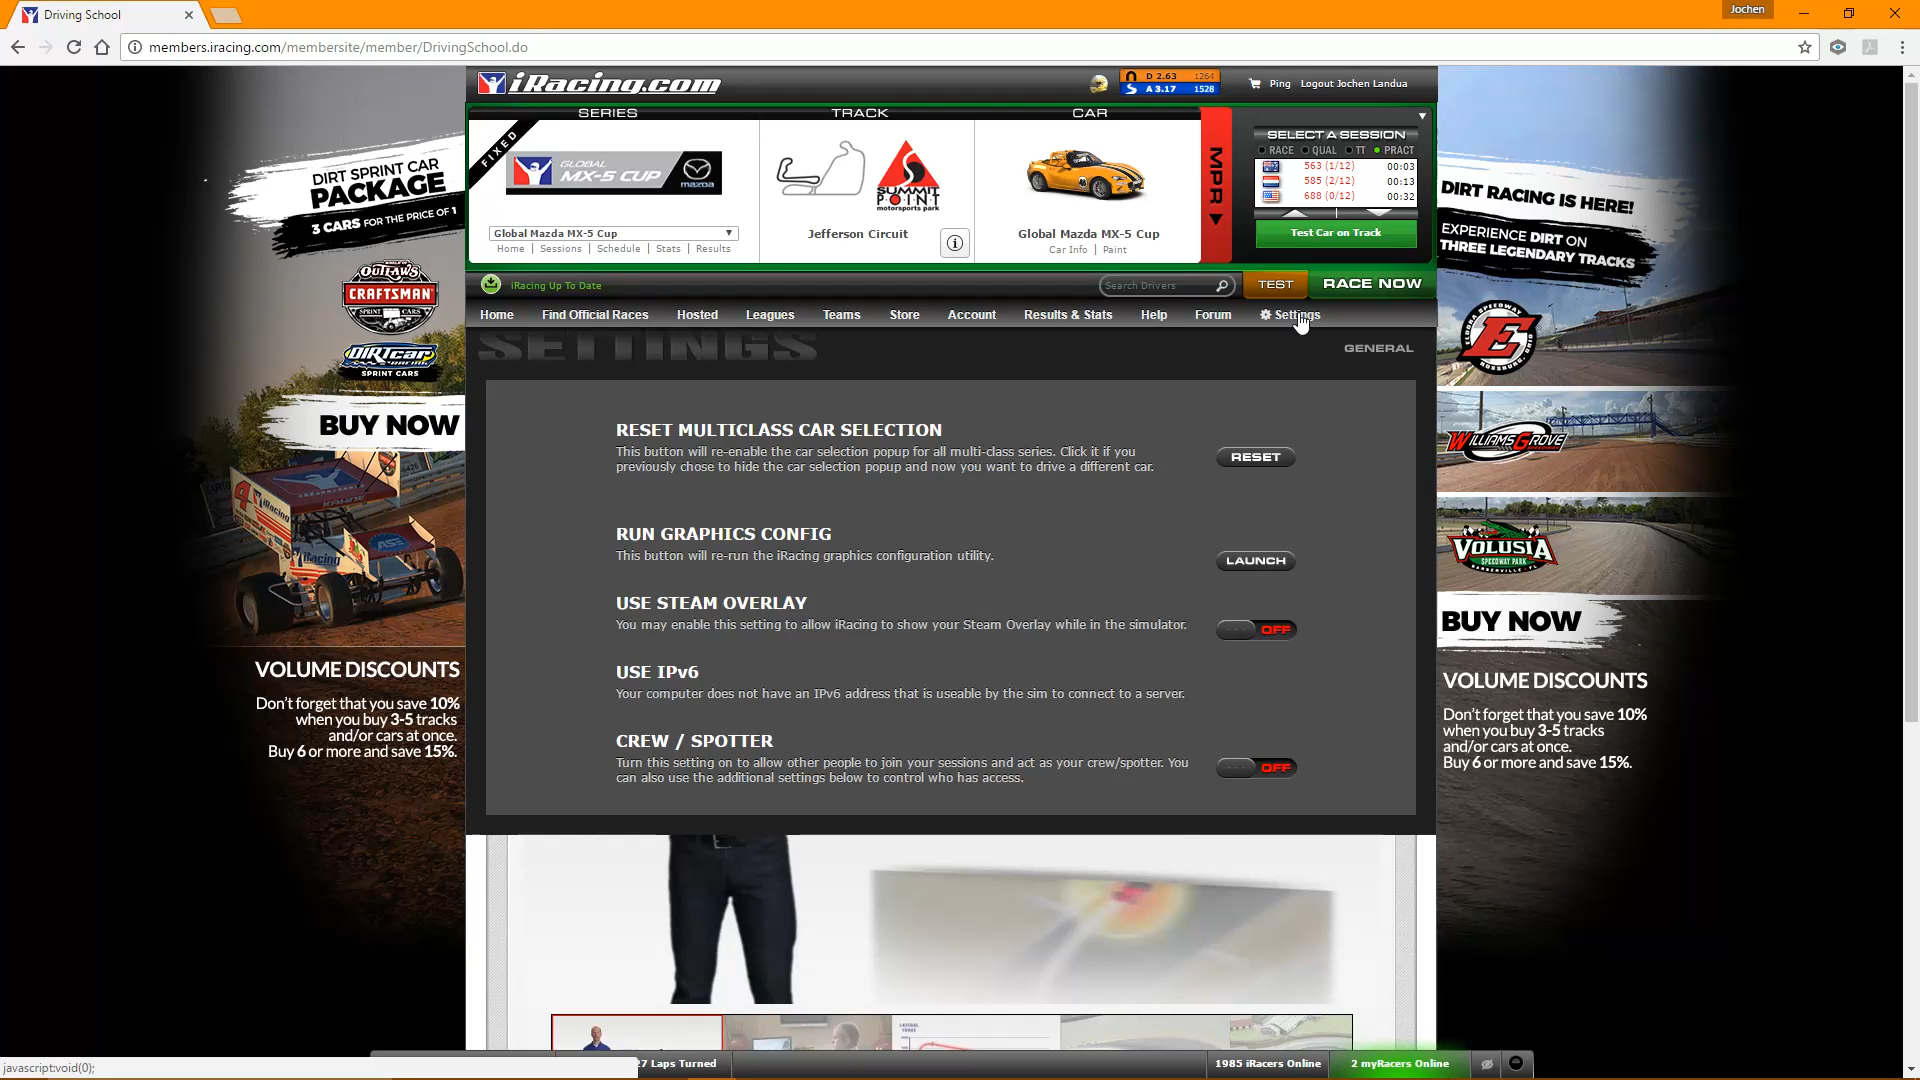 Driving School
Jochen
members.iracing.com/membersite/member/DrivingSchool.do
iRacing.com
D 2.63 1264
A 3.17 1528
Ping Logout Jochen Landua
SERIES TRACK CAR
FIXED
GLOBAL
MX-5 CUP
mazda
SUMMIT
POINT
motorsports park
Global Mazda MX-5 Cup
Home | Sessions | Schedule | Stats | Results
Jefferson Circuit
Global Mazda MX-5 Cup
Car Info | Paint
MPR
SELECT A SESSION
RACE QUAL TT PRACT
563 (1/12) 00:03
585 (2/12) 00:13
688 (0/12) 00:32
Test Car on Track
iRacing Up To Date
Search Drivers
TEST
RACE NOW
Home Find Official Races Hosted Leagues Teams Store Account Results & Stats Help Forum Settings
SETTINGS
GENERAL
RESET MULTICLASS CAR SELECTION
This button will re-enable the car selection popup for all multi-class series. Click it if you
previously chose to hide the car selection popup and now you want to drive a different car.
RESET
RUN GRAPHICS CONFIG
This button will re-run the iRacing graphics configuration utility.
LAUNCH
USE STEAM OVERLAY
You may enable this setting to allow iRacing to show your Steam Overlay while in the simulator.
OFF
USE IPv6
Your computer does not have an IPv6 address that is useable by the sim to connect to a server.
CREW / SPOTTER
Turn this setting on to allow other people to join your sessions and act as your crew/spotter. You
can also use the additional settings below to control who has access.
OFF
DIRT SPRINT CAR
PACKAGE
3 CARS FOR THE PRICE OF 1
OUTLAWS
CRAFTSMAN
SPRINT CARS
DIRTcar
SPRINT CARS
BUY NOW
4
iRacing
VOLUME DISCOUNTS
Don't forget that you save 10%
when you buy 3-5 tracks
and/or cars at once.
Buy 6 or more and save 15%.
DIRT RACING IS HERE!
EXPERIENCE DIRT ON
THREE LEGENDARY TRACKS
ELDORA SPEEDWAY
E
ROSSBURG, OHIO
WILLIAMS GROVE
VOLUSIA
SPEEDWAY PARK
BARBERVILLE, FL
BUY NOW
VOLUME DISCOUNTS
Don't forget that you save 10%
when you buy 3-5 tracks
and/or cars at once.
Buy 6 or more and save 15%.
LATERAL
FORCE
javascript:void(0);
27 Laps Turned
1985 iRacers Online
2 myRacers Online